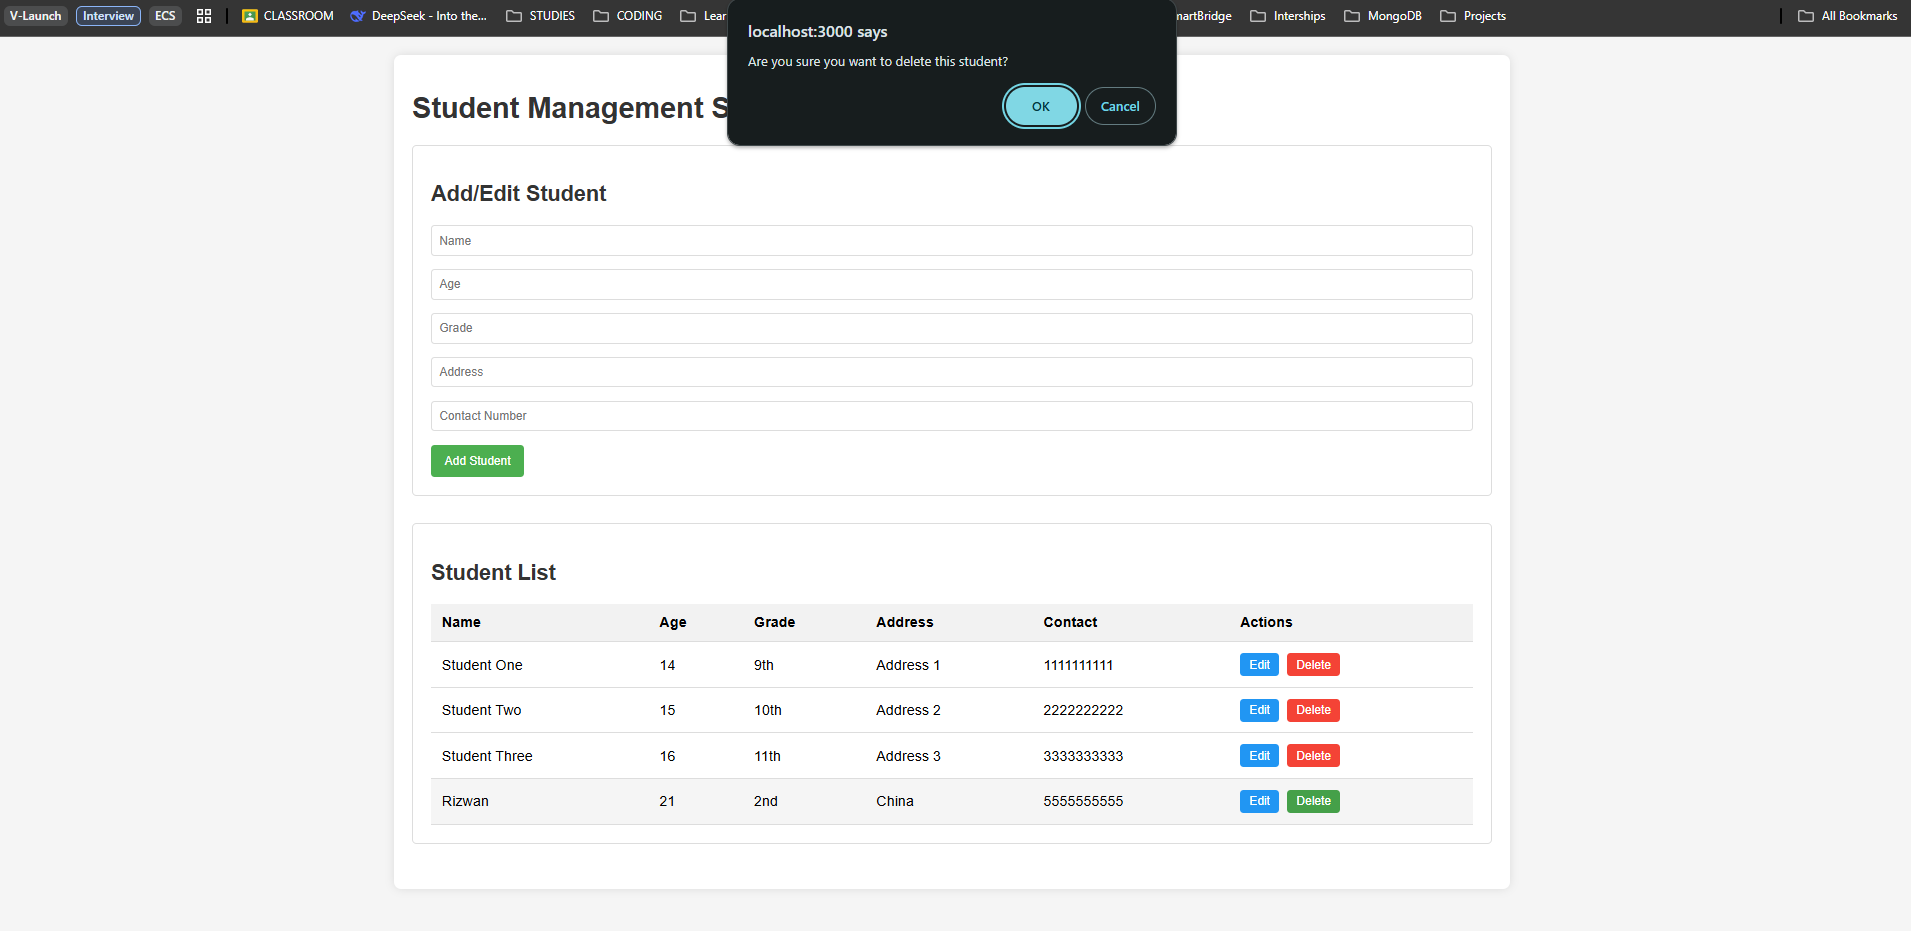 V-Launch Interview ECS CLASSROOM DeepSeek - Into the... STUDIES CODING Interships MongoDB Projects All Bookmarks
localhost:3000 says
Are you sure you want to delete this student?
OK Cancel
Student Management
Add/Edit Student
Name
Age
Grade
Address
Contact Number
Add Student
Student List
Name Age Grade Address Contact Actions
Student One 14 9th Address 1 1111111111 Edit Delete
Student Two 15 10th Address 2 2222222222 Edit Delete
Student Three 16 11th Address 3 3333333333 Edit Delete
Rizwan 21 2nd China 5555555555 Edit Delete